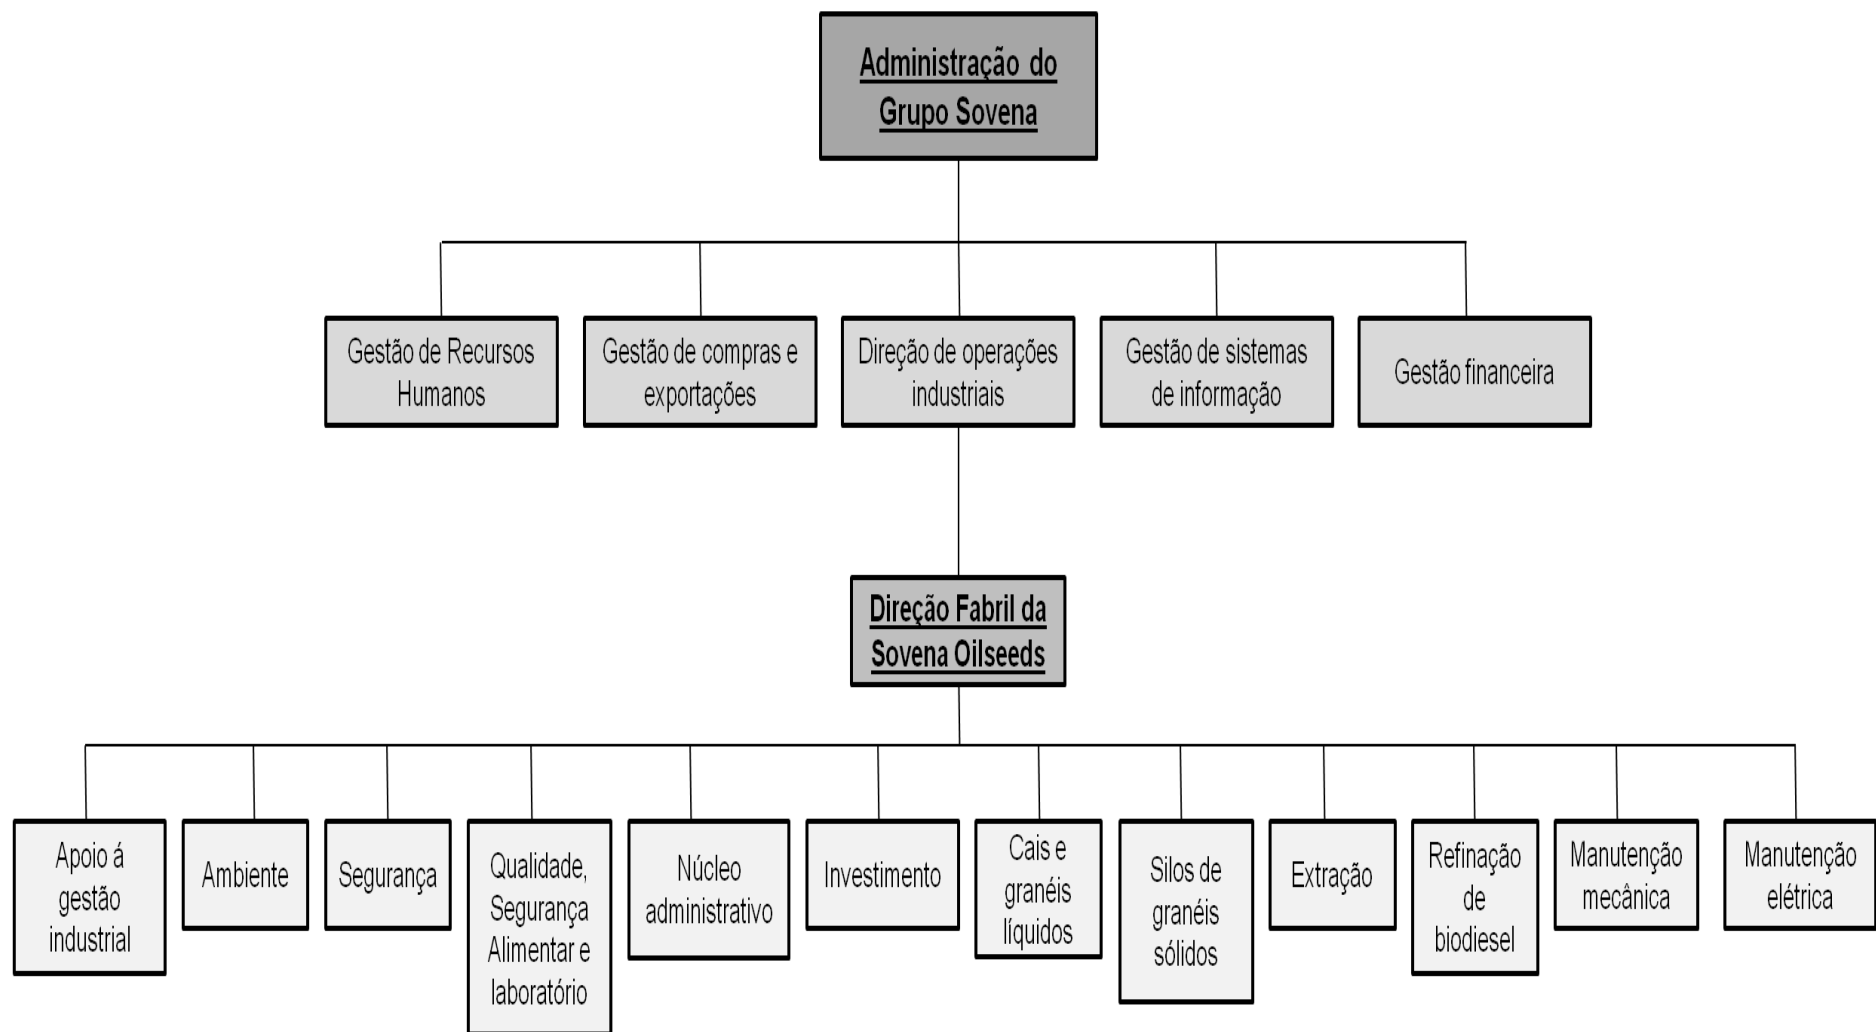 Administração do
Grupo Sovena
Gestão de Recursos
Humanos
Gestão de compras e
exportações
Direção de operações
industriais
Gestão de sistemas
de informação
Gestão financeira
Direção Fabril da
Sovena Oilseeds
Apoio á
gestão
industrial
Ambiente
Segurança
Qualidade,
Segurança
Alimentar e
laboratório
Núcleo
administrativo
Investimento
Cais e
granéis
líquidos
Silos de
granéis
sólidos
Extração
Refinação
de
biodiesel
Manutenção
mecânica
Manutenção
elétrica